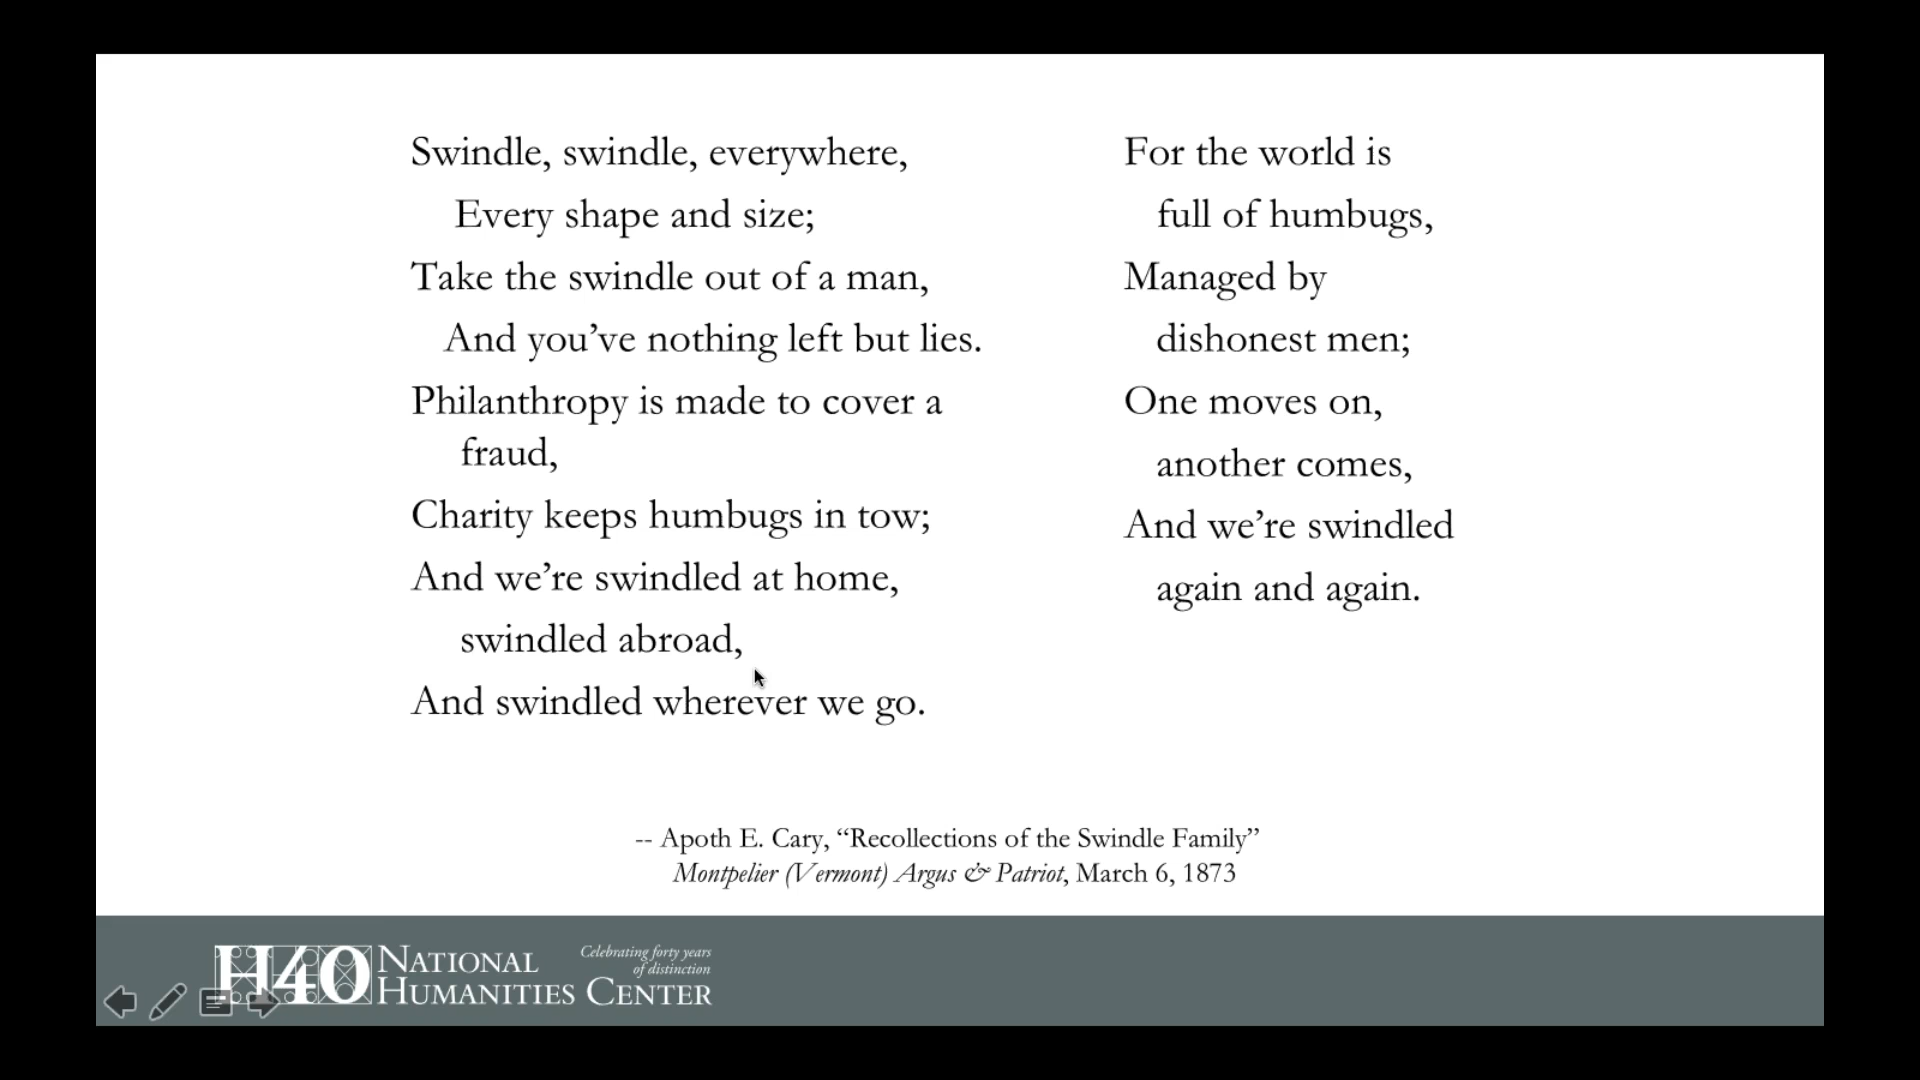 Swindle, swindle, everywhere,
Every shape and size;
Take the swindle out of a man,
And you’ve nothing left but lies.
Philanthropy is made to cover a
fraud,
Charity keeps humbugs in tow;
And we’re swindled at home,
swindled abroad,
And swindled wherever we go.
For the world is
full of humbugs,
Managed by
dishonest men;
One moves on,
another comes,
And we’re swindled
again and again.
-- Apoth E. Cary, “Recollections of the Swindle Family”
Montpelier (Vermont) Argus & Patriot, March 6, 1873
H40 National Humanities Center
Celebrating forty years
of distinction